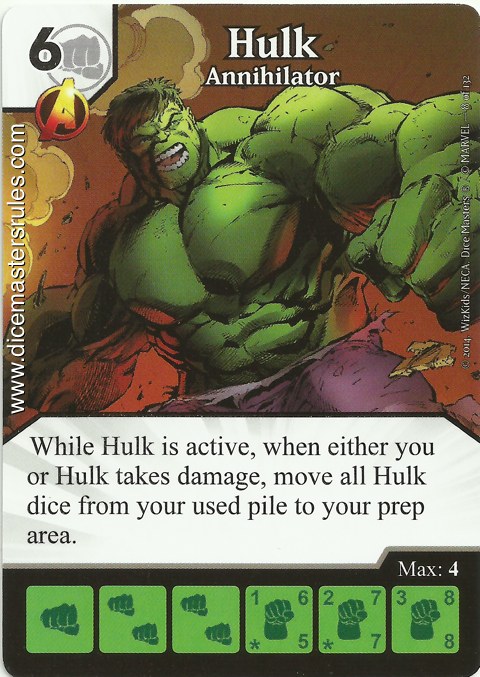 6
Hulk
Annihilator
www.dicemastersrules.com
© 2014 WizKids/NECA. Dice Masters ® © MARVEL
of 132
While Hulk is active, when either you
or Hulk takes damage, move all Hulk
dice from your used pile to your prep
area.
Max: 4
1 6
* 5
2 7
* 7
3 8
8